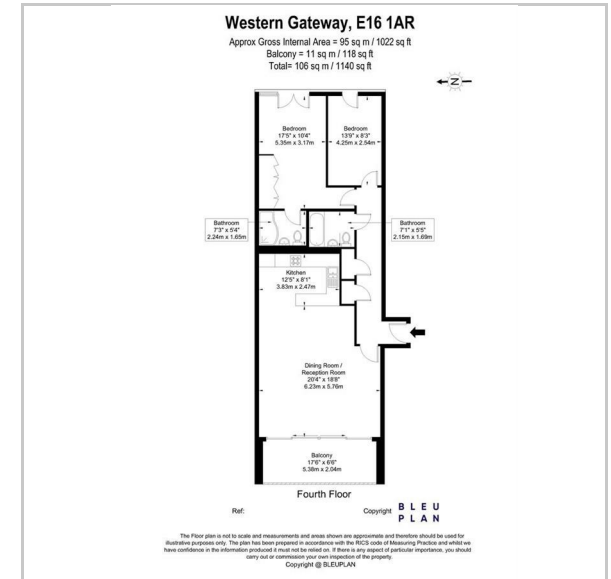 Western Gateway, E16 1AR
Approx Gross Internal Area = 95 sq m / 1022 sq ft
Balcony = 11 sq m / 118 sq ft
Total= 106 sq m / 1140 sq ft
N
Bedroom
17'5" x 10'4"
5.35m x 3.17m
Bedroom
13'9" x 8'3"
4.25m x 2.54m
Bathroom
7'3" x 5'4"
2.24m x 1.65m
Bathroom
7'1" x 5'5"
2.15m x 1.69m
Kitchen
12'5" x 8'1"
3.83m x 2.47m
Dining Room /
Reception Room
20'4" x 18'8"
6.23m x 5.76m
Balcony
17'6" x 6'6"
5.38m x 2.04m
Fourth Floor
Ref:
Copyright
BLEU
PLAN
The Floor plan is not to scale and measurements and areas shown are approximate and therefore should be used for
illustrative purposes only. The plan has been prepared in accordance with the RICS code of Measuring Practice and whilst we
have confidence in the information produced it must not be relied on. If there is any aspect of particular importance, you should
carry out or commission your own inspection of the property.
Copyright @ BLEUPLAN